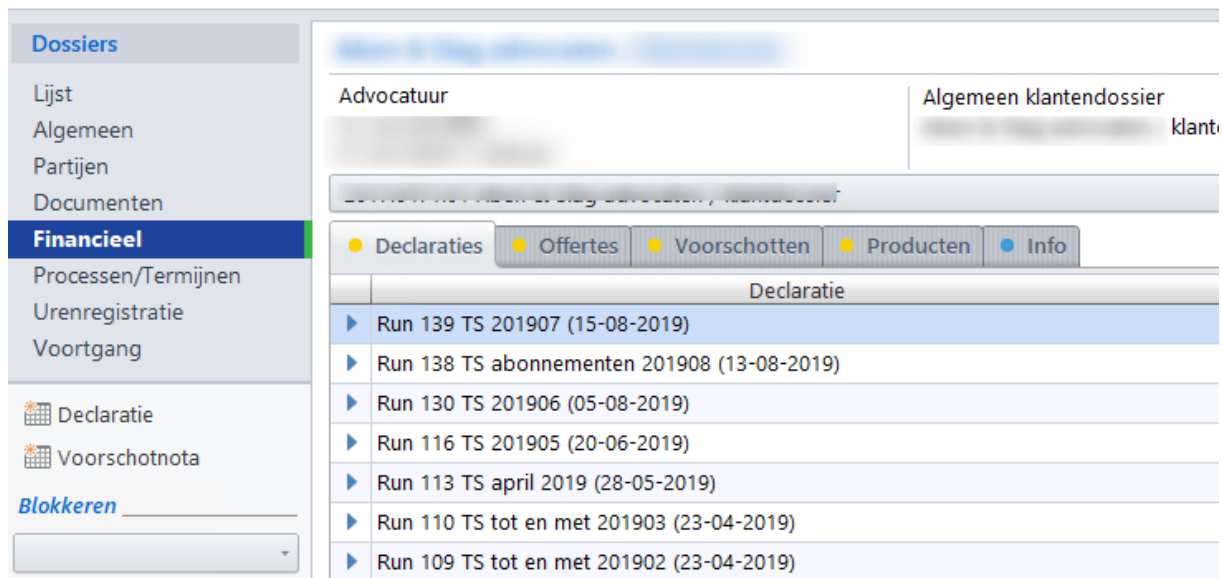 Dossiers
Lijst
Algemeen
Partijen
Documenten
Financieel
Processen/Termijnen
Urenregistratie
Voortgang
Declaratie
Voorschotnota
Blokkeren
Advocatuur
Algemeen klantendossier
klante
Declaraties
Offertes
Voorschotten
Producten
Info
Declaratie
Run 139 TS 201907 (15-08-2019)
Run 138 TS abonnementen 201908 (13-08-2019)
Run 130 TS 201906 (05-08-2019)
Run 116 TS 201905 (20-06-2019)
Run 113 TS april 2019 (28-05-2019)
Run 110 TS tot en met 201903 (23-04-2019)
Run 109 TS tot en met 201902 (23-04-2019)